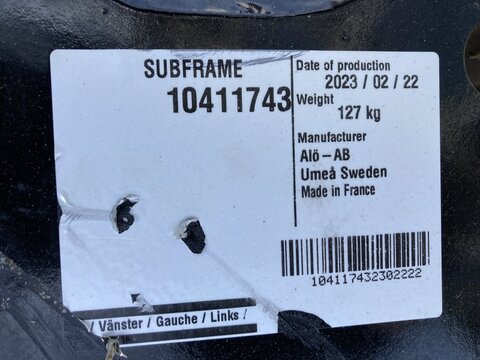 SUBFRAME
10411743
Date of production
2023 / 02 / 22
Weight
127 kg
Manufacturer
Alö-AB
Umeå Sweden
Made in France
104117432302222
/ Vänster / Gauche / Links /